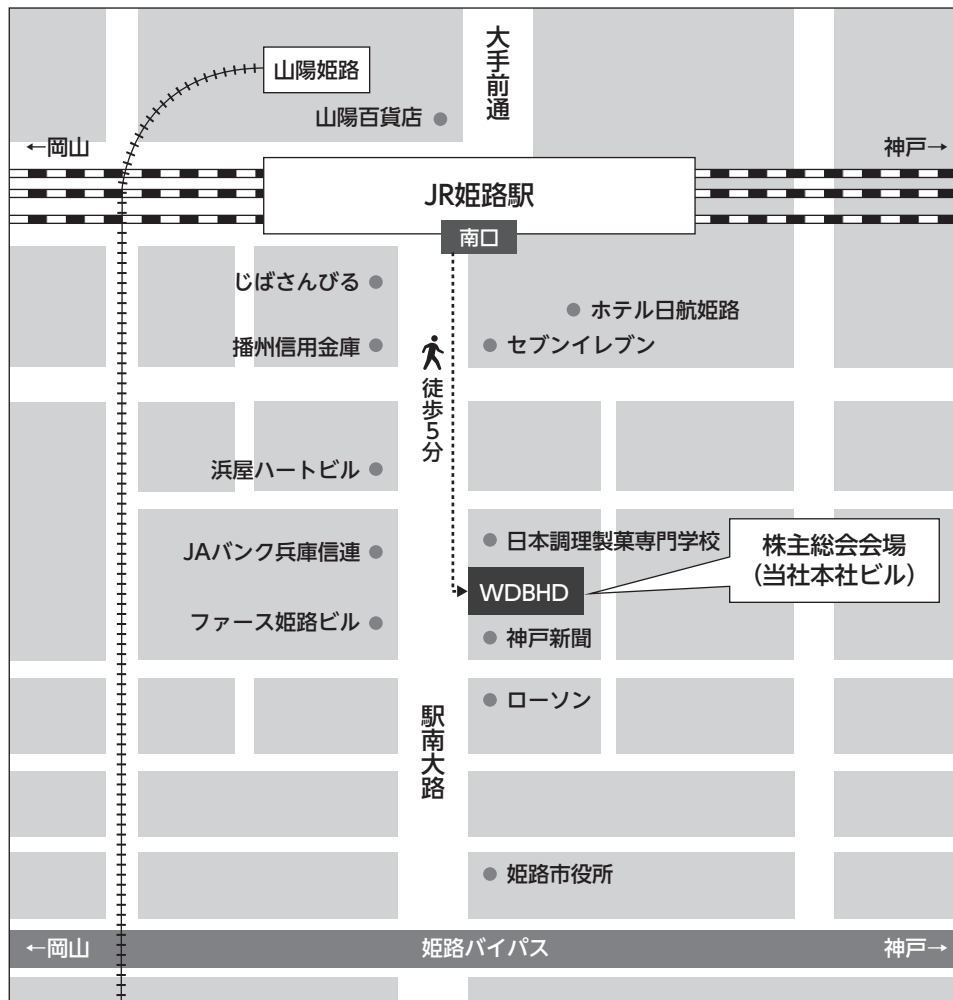 大手前通
山陽姫路
山陽百貨店
←岡山
神戸→
JR姫路駅
南口
じばさんびる
ホテル日航姫路
播州信用金庫
セブンイレブン
徒歩5分
浜屋ハートビル
日本調理製菓専門学校
株主総会会場
(当社本社ビル)
JAバンク兵庫信連
WDBHD
ファース姫路ビル
神戸新聞
ローソン
駅南大路
姫路市役所
←岡山
姫路バイパス
神戸→